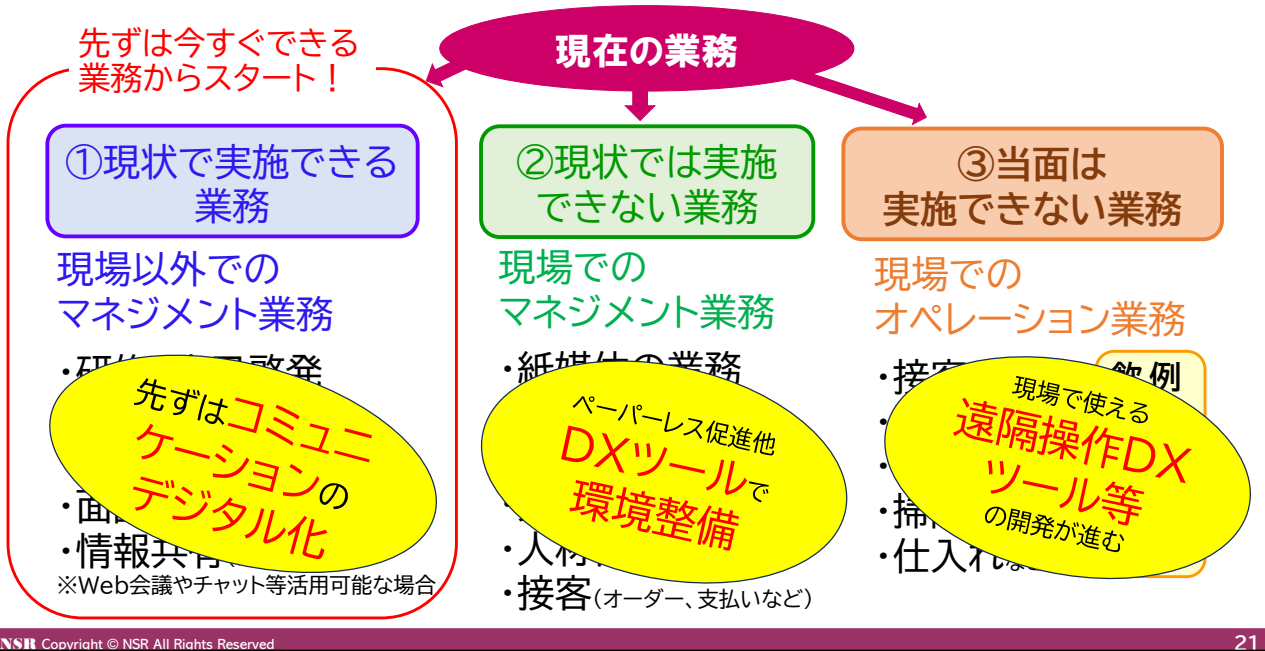 先ずは今すぐできる
業務からスタート！
現在の業務
①現状で実施できる
業務
現場以外での
マネジメント業務
先ずはコミュニ
ケーションの
デジタル化
・情報共有
※Web会議やチャット等活用可能な場合
②現状では実施
できない業務
現場での
マネジメント業務
・紙媒体の業務
ペーパーレス促進他
DXツールで
環境整備
・人材
・接客(オーダー、支払いなど)
③当面は
実施できない業務
現場での
オペレーション業務
・接客
例
現場で使える
遠隔操作DX
ツール等
の開発が進む
・仕入れ
NSR Copyright © NSR All Rights Reserved
21